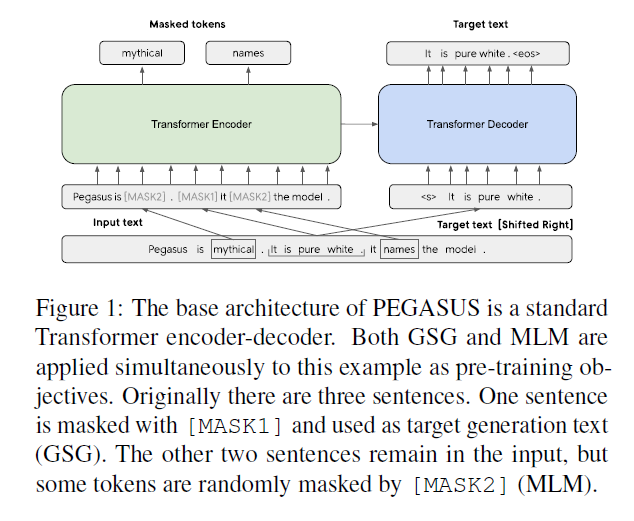 Masked tokens
Target text
mythical
names
It is pure white . <eos>
Transformer Encoder
Transformer Decoder
Pegasus is [MASK2] . [MASK1] It [MASK2] the model .
<s> It is pure white .
Input text
Target text [Shifted Right]
Pegasus is mythical . It is pure white . It names the model .
Figure 1: The base architecture of PEGASUS is a standard
Transformer encoder-decoder. Both GSG and MLM are
applied simultaneously to this example as pre-training ob-
jectives. Originally there are three sentences. One sentence
is masked with [MASK1] and used as target generation text
(GSG). The other two sentences remain in the input, but
some tokens are randomly masked by [MASK2] (MLM).